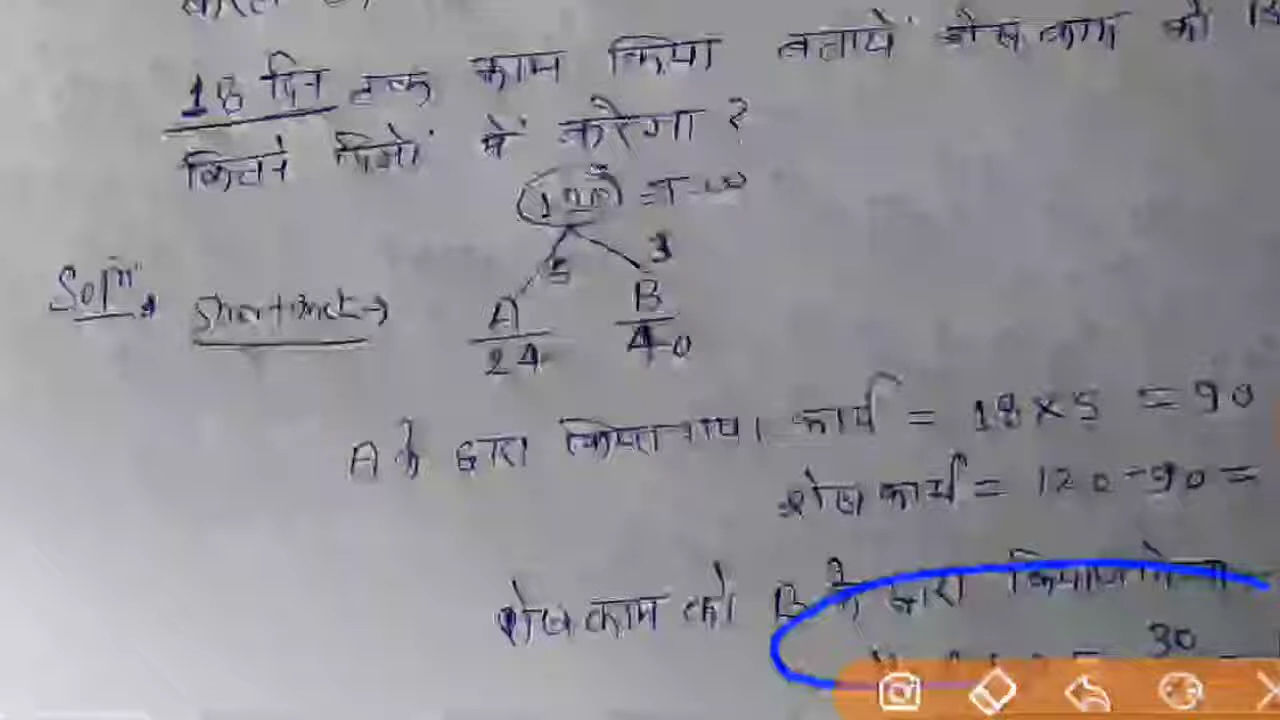 18 दिन तक काम किया बतायें शेष काम को
कितने दिनों में करेगा ?
120
5 3
Solⁿ. Shortcut → A B
24 40
A के द्वारा किया गया कार्य = 18 × 5 = 90
शेष कार्य = 120 - 90 =
शेष काम को B के द्वारा किया जायेगा
30